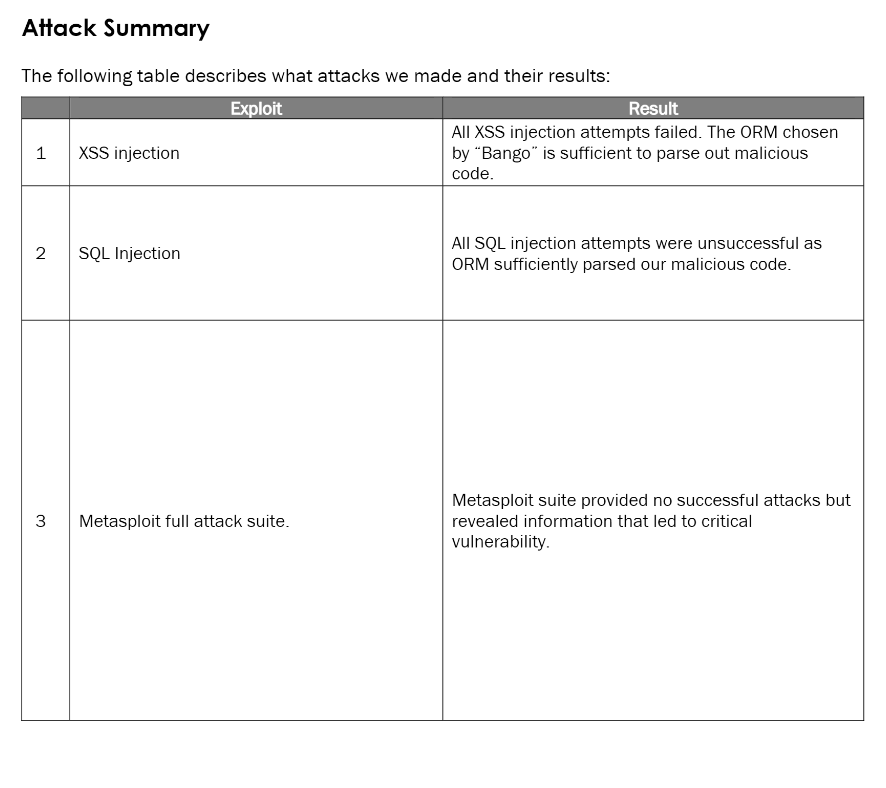 Attack Summary
The following table describes what attacks we made and their results:
Exploit Result
1 XSS injection
All XSS injection attempts failed. The ORM chosen
by “Bango” is sufficient to parse out malicious
code.
2 SQL Injection
All SQL injection attempts were unsuccessful as
ORM sufficiently parsed our malicious code.
3 Metasploit full attack suite.
Metasploit suite provided no successful attacks but
revealed information that led to critical
vulnerability.